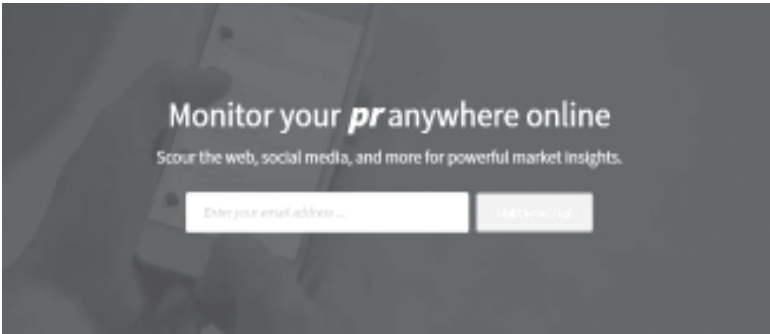 Monitor your pr anywhere online
Scour the web, social media, and more for powerful market insights.
Enter your email address ...